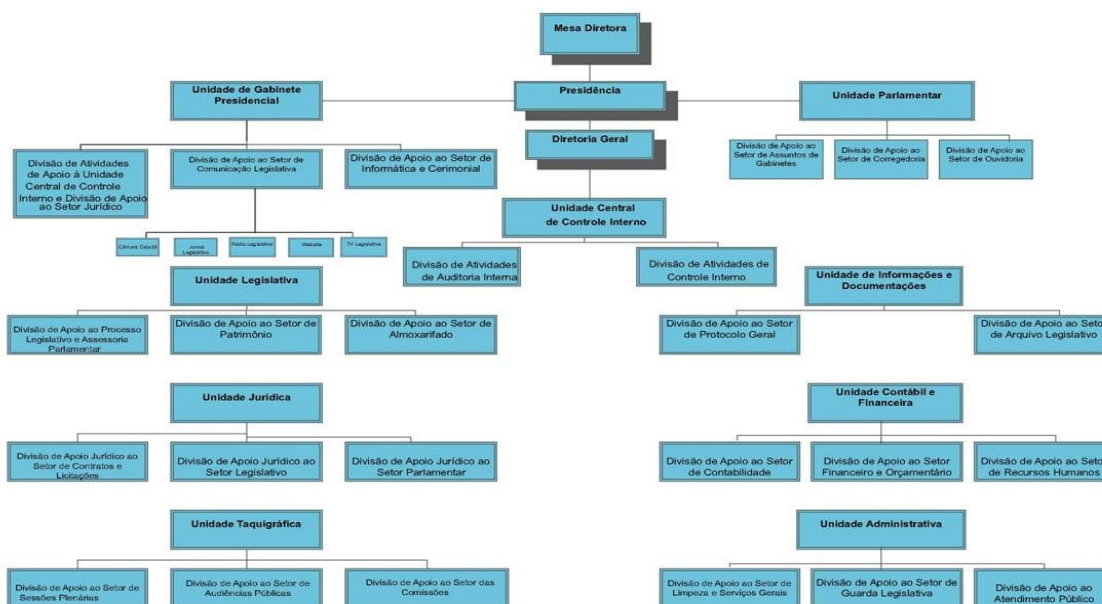 Mesa Diretora
Unidade de Gabinete
Presidencial
Presidência
Unidade Parlamentar
Diretoria Geral
Divisão de Atividades
de Apoio à Unidade
Central de Controle
Interno e Divisão de Apoio
ao Setor Jurídico
Divisão de Apoio ao Setor de
Comunicação Legislativa
Divisão de Apoio ao Setor de
Informática e Cerimonial
Divisão de Apoio ao
Setor de Assuntos de
Gabinetes
Divisão de Apoio ao
Setor de Corregedoria
Divisão de Apoio ao
Setor de Ouvidoria
Unidade Central
de Controle Interno
Jornal
Legislativo
Website
TV Legislativa
Divisão de Atividades
de Auditoria Interna
Divisão de Atividades de
Controle Interno
Unidade Legislativa
Unidade de Informações e
Documentações
Divisão de Apoio ao Processo
Legislativo e Assessoria
Parlamentar
Divisão de Apoio ao Setor de
Patrimônio
Divisão de Apoio ao Setor de
Almoxarifado
Divisão de Apoio ao Setor
de Protocolo Geral
Divisão de Apoio ao Seto
de Arquivo Legislativo
Unidade Jurídica
Unidade Contábil e
Financeira
Divisão de Apoio Jurídico ao
Setor de Contratos e
Licitações
Divisão de Apoio Jurídico ao
Setor Legislativo
Divisão de Apoio Jurídico ao
Setor Parlamentar
Divisão de Apoio ao Setor
de Contabilidade
Divisão de Apoio ao Setor
Financeiro e Orçamentário
Divisão de Apoio ao Seto
de Recursos Humanos
Unidade Taquigráfica
Unidade Administrativa
Divisão de Apoio ao Setor de
Sessões Plenárias
Divisão de Apoio ao Setor de
Audiências Públicas
Divisão de Apoio ao Setor das
Comissões
Divisão de Apoio ao Setor de
Limpeza e Serviços Gerais
Divisão de Apoio ao Setor de
Guarda Legislativa
Divisão de Apoio ao
Atendimento Público